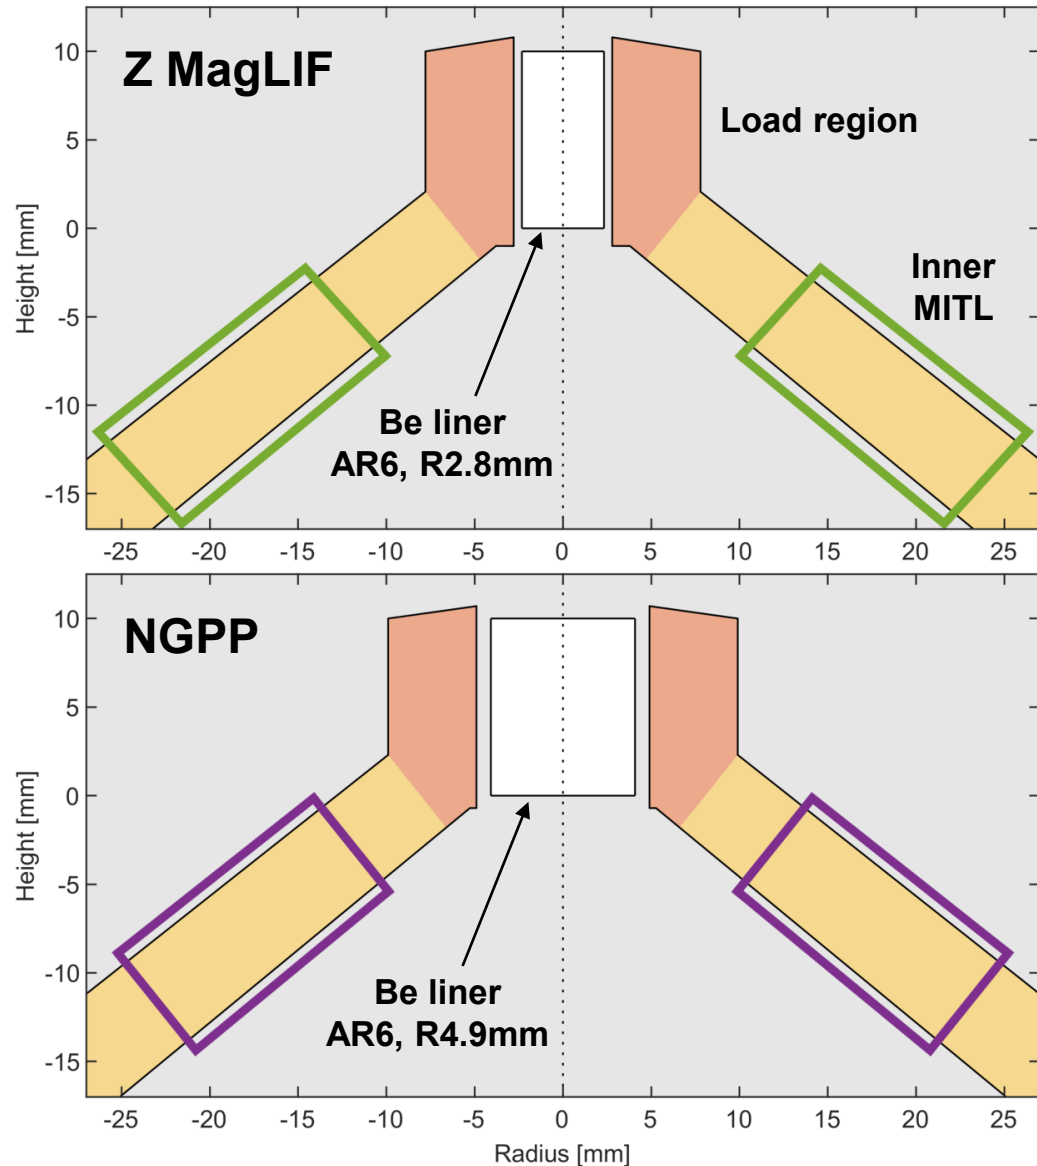 Z MagLIF
Load region
Inner
MITL
Be liner
AR6, R2.8mm
Height [mm]
10
5
0
-5
-10
-15
-25
-20
-15
-10
-5
0
5
10
15
20
25
NGPP
Be liner
AR6, R4.9mm
Height [mm]
10
5
0
-5
-10
-15
-25
-20
-15
-10
-5
0
5
10
15
20
25
Radius [mm]